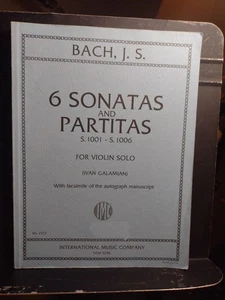 BACH, J. S.
6 SONATAS
AND
PARTITAS
S. 1001 - S. 1006
FOR VIOLIN SOLO
(IVAN GALAMIAN)
With facsimile of the autograph manuscript
IMC
INTERNATIONAL MUSIC COMPANY